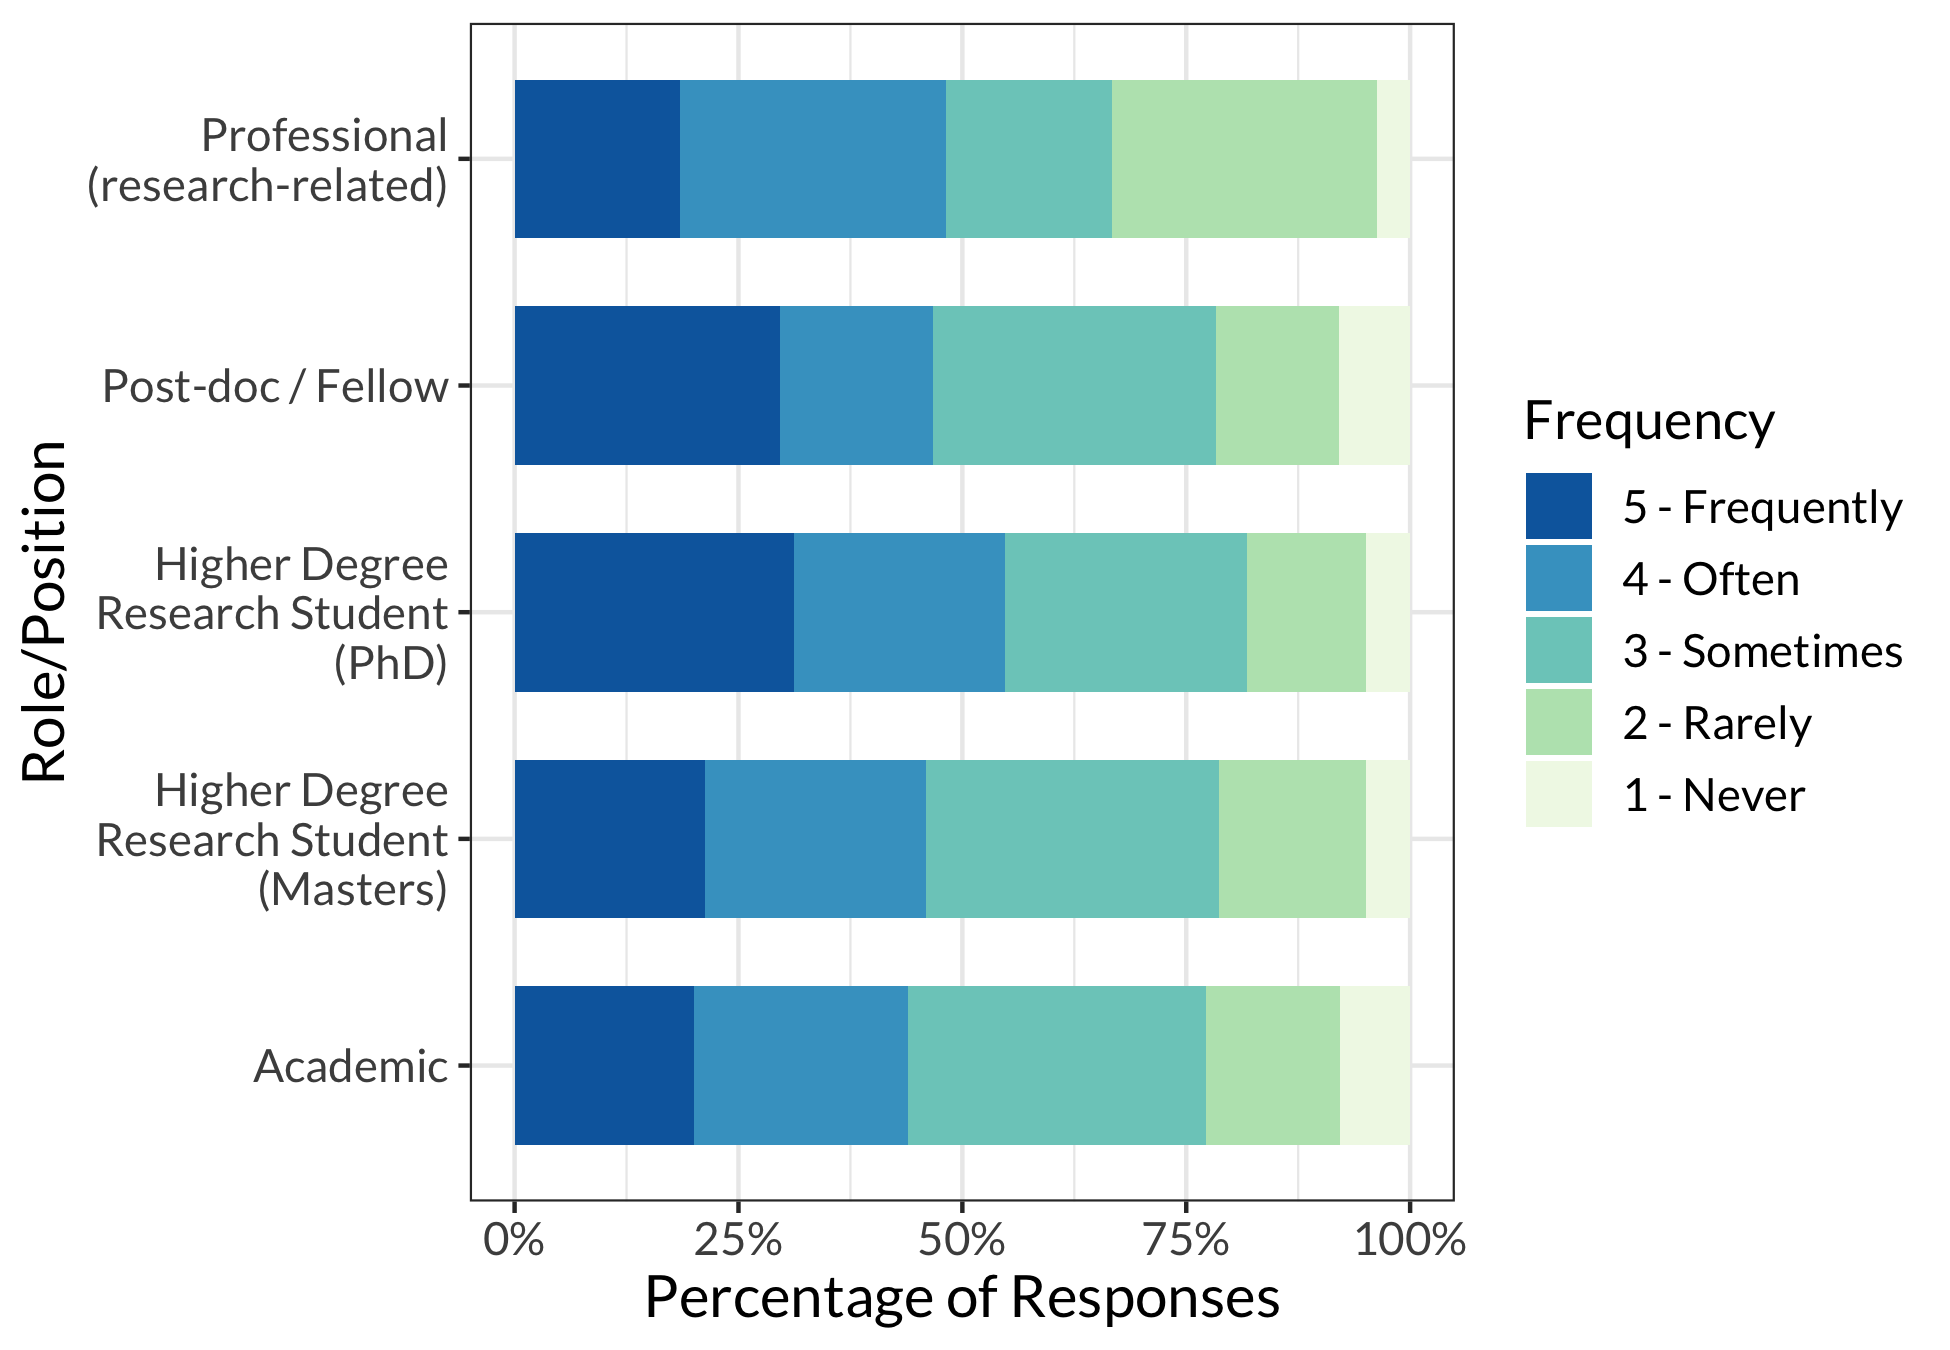 Role/Position
Professional
(research-related)
Post-doc / Fellow
Higher Degree
Research Student
(PhD)
Higher Degree
Research Student
(Masters)
Academic
0% 25% 50% 75% 100%
Percentage of Responses
Frequency
5 - Frequently
4 - Often
3 - Sometimes
2 - Rarely
1 - Never